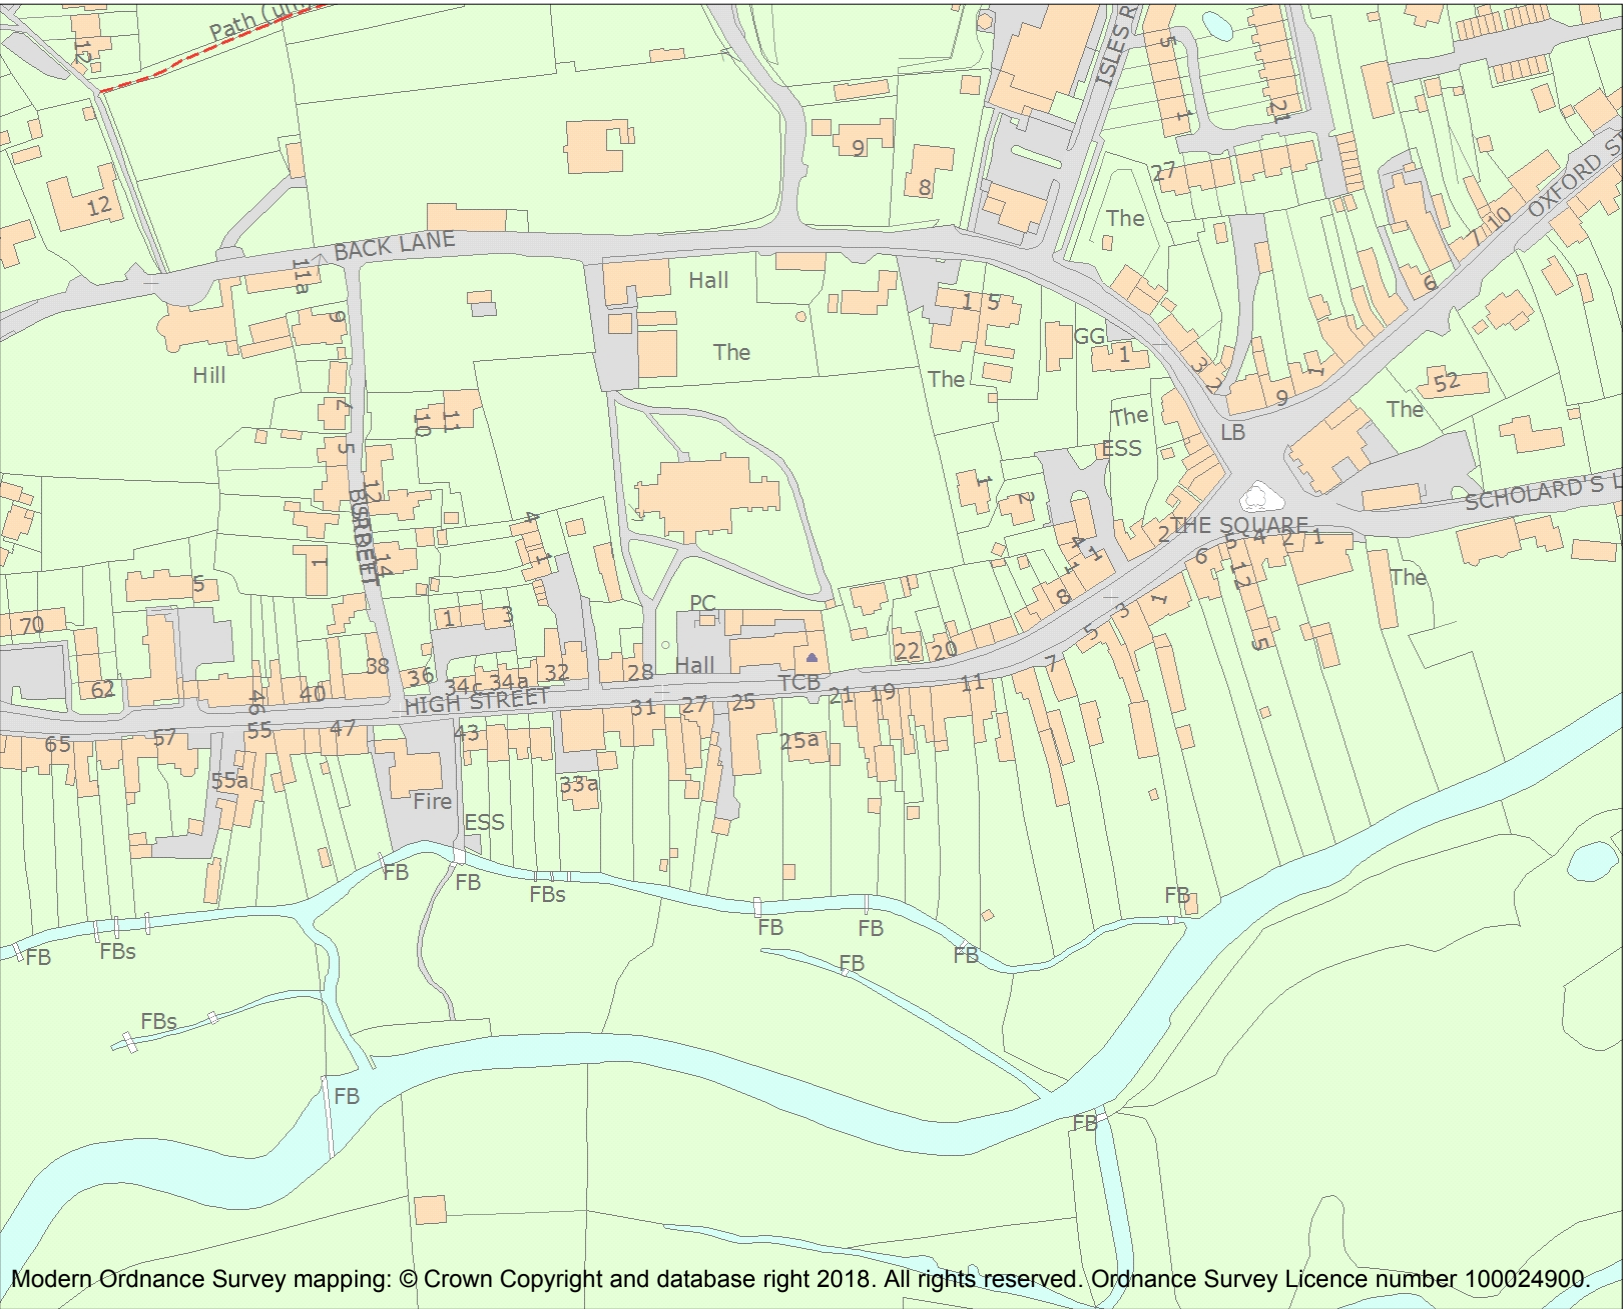 Path (un
12
ISLES R
5
1
21
9
8
27
12
The
OXFORD ST
10
7
6
BACK LANE
11a
9
Hall
1 5
The
GG
1
3
2
1
9
52
Hill
The
The
The
7
10
11
5
LB
ESS
12
1
2
SCHOLARD'S L
THE SQUARE
4
1
2
5 4 2 1
6
12
The
14
1
4
1
1
5
8
3
1
PC
1
3
5
5
70
22
20
7
38
36
34c
34a
32
28
Hall
TCB
62
46
40
HIGH STREET
31
27
25
21
19
11
65
57
55
47
43
25a
55a
Fire
33a
ESS
FB
FB
FBs
FB
FB
FB
FB
FBs
FB
FB
FBs
FB
FB
Modern Ordnance Survey mapping: © Crown Copyright and database right 2018. All rights reserved. Ordnance Survey Licence number 100024900.